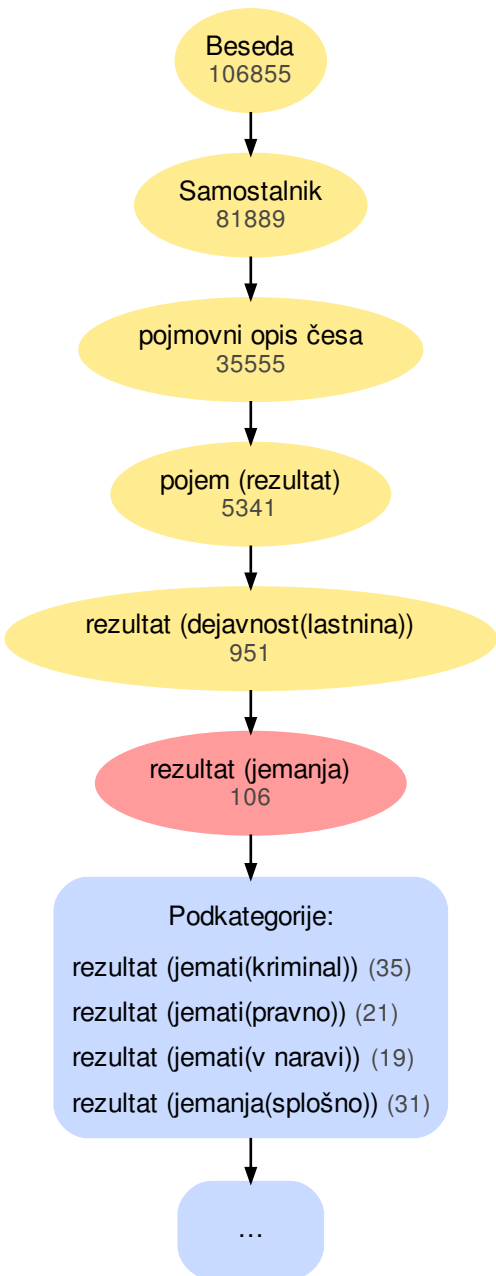 Beseda
106855
Samostalnik
81889
pojmovni opis česa
35555
pojem (rezultat)
5341
rezultat (dejavnost(lastnina))
951
rezultat (jemanja)
106
Podkategorije:
rezultat (jemati(kriminal)) (35)
rezultat (jemati(pravno)) (21)
rezultat (jemati(v naravi)) (19)
rezultat (jemanja(splošno)) (31)
...